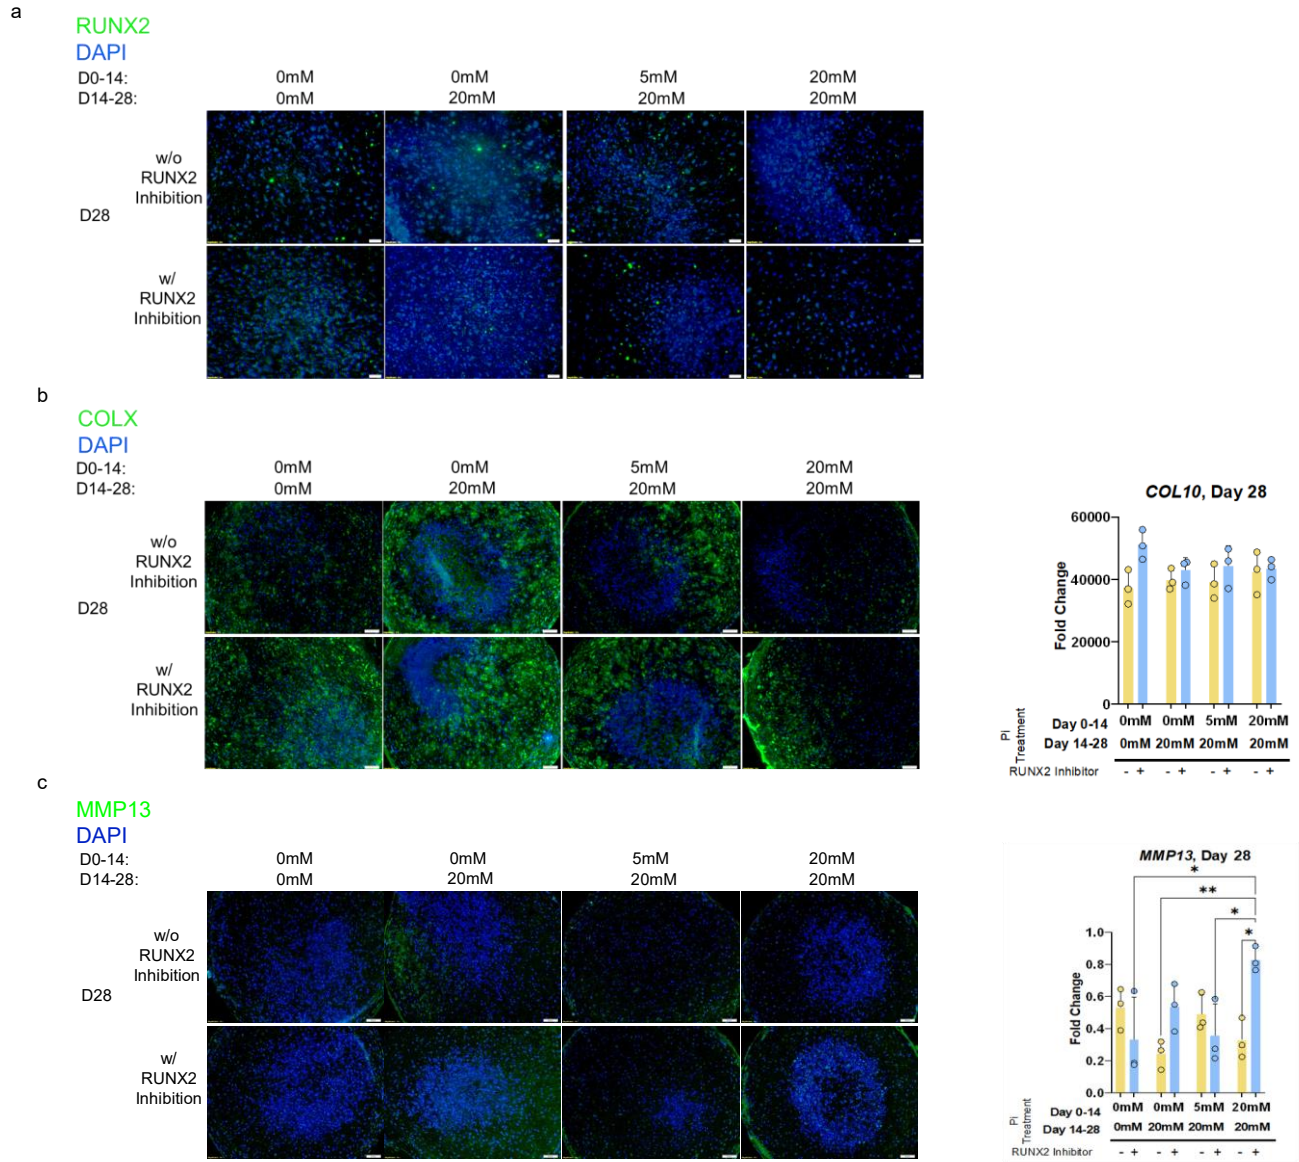 a
RUNX2
DAPI
D0-14: 0mM 0mM 5mM 20mM
D14-28: 0mM 20mM 20mM 20mM
w/o
RUNX2
Inhibition
D28
w/
RUNX2
Inhibition
b
COLX
DAPI
D0-14: 0mM 0mM 5mM 20mM
D14-28: 0mM 20mM 20mM 20mM
w/o
RUNX2
Inhibition
D28
w/
RUNX2
Inhibition
COL10, Day 28
60000
40000
20000
0
Fold Change
Pi
Treatment
Day 0-14 0mM 0mM 5mM 20mM
Day 14-28 0mM 20mM 20mM 20mM
RUNX2 Inhibitor - + - + - + - +
c
MMP13
DAPI
D0-14: 0mM 0mM 5mM 20mM
D14-28: 0mM 20mM 20mM 20mM
w/o
RUNX2
Inhibition
D28
w/
RUNX2
Inhibition
MMP13, Day 28
*
**
*
*
1.0
0.8
0.6
0.4
0.2
0.0
Fold Change
Pi
Treatment
Day 0-14 0mM 0mM 5mM 20mM
Day 14-28 0mM 20mM 20mM 20mM
RUNX2 Inhibitor - + - + - + - +